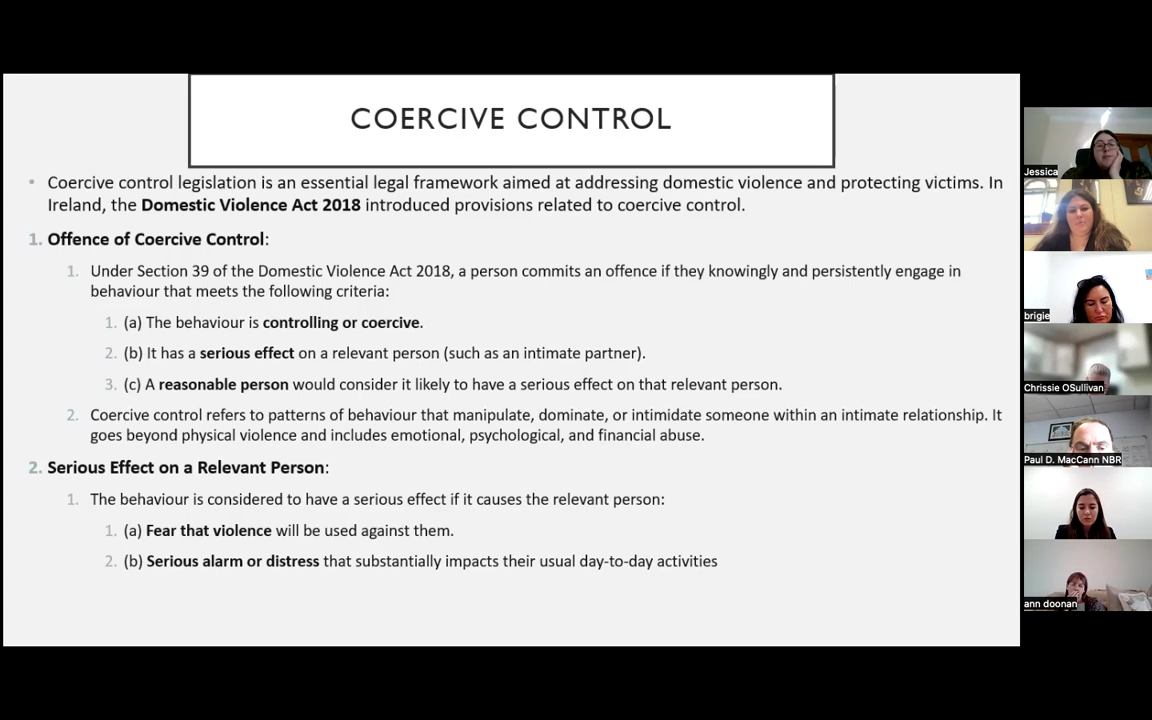 COERCIVE CONTROL
• Coercive control legislation is an essential legal framework aimed at addressing domestic violence and protecting victims. In
Ireland, the Domestic Violence Act 2018 introduced provisions related to coercive control.
1. Offence of Coercive Control:
1. Under Section 39 of the Domestic Violence Act 2018, a person commits an offence if they knowingly and persistently engage in
behaviour that meets the following criteria:
1. (a) The behaviour is controlling or coercive.
2. (b) It has a serious effect on a relevant person (such as an intimate partner).
3. (c) A reasonable person would consider it likely to have a serious effect on that relevant person.
2. Coercive control refers to patterns of behaviour that manipulate, dominate, or intimidate someone within an intimate relationship. It
goes beyond physical violence and includes emotional, psychological, and financial abuse.
2. Serious Effect on a Relevant Person:
1. The behaviour is considered to have a serious effect if it causes the relevant person:
1. (a) Fear that violence will be used against them.
2. (b) Serious alarm or distress that substantially impacts their usual day-to-day activities
Jessica
brigie
Chrissie OSullivan
Paul D. MacCann NBR
ann doonan